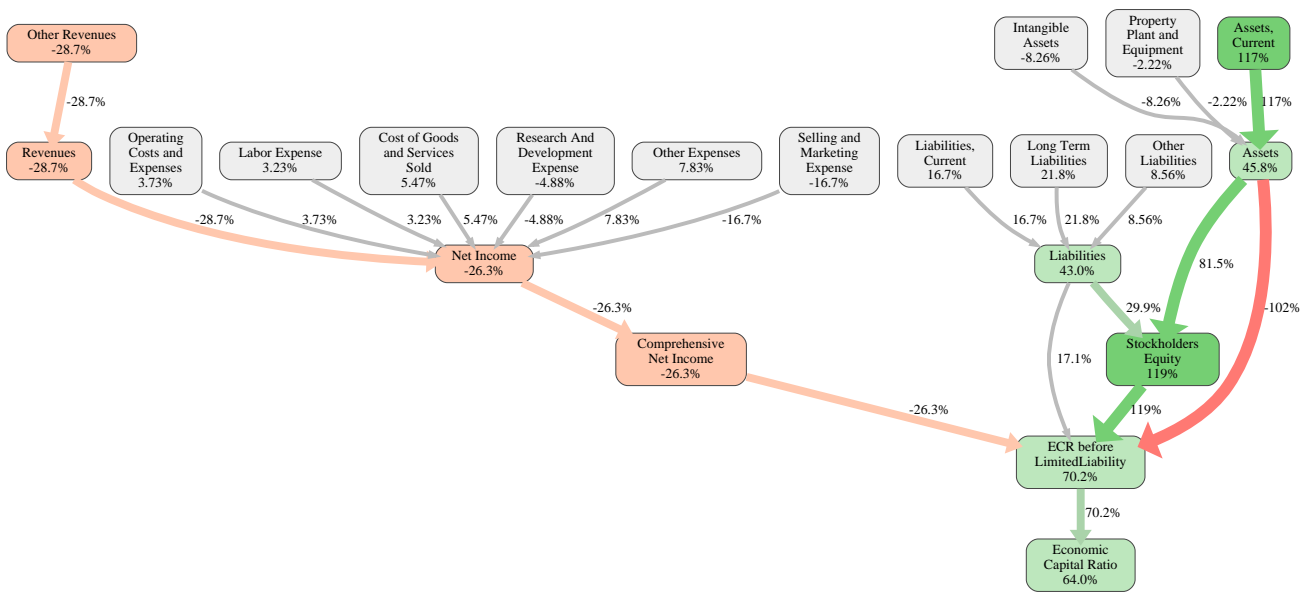 Other Revenues
-28.7%
Intangible
Assets
-8.26%
Property
Plant and
Equipment
-2.22%
Assets,
Current
117%
-28.7%
-8.26%
-2.22%
117%
Revenues
-28.7%
Operating
Costs and
Expenses
3.73%
Labor Expense
3.23%
Cost of Goods
and Services
Sold
5.47%
Research And
Development
Expense
-4.88%
Other Expenses
7.83%
Selling and
Marketing
Expense
-16.7%
Liabilities,
Current
16.7%
Long Term
Liabilities
21.8%
Other
Liabilities
8.56%
Assets
45.8%
-28.7%
3.73%
3.23%
5.47%
-4.88%
7.83%
-16.7%
16.7%
21.8%
8.56%
Net Income
-26.3%
Liabilities
43.0%
81.5%
-26.3%
29.9%
-102%
Comprehensive
Net Income
-26.3%
17.1%
Stockholders
Equity
119%
-26.3%
119%
ECR before
LimitedLiability
70.2%
70.2%
Economic
Capital Ratio
64.0%